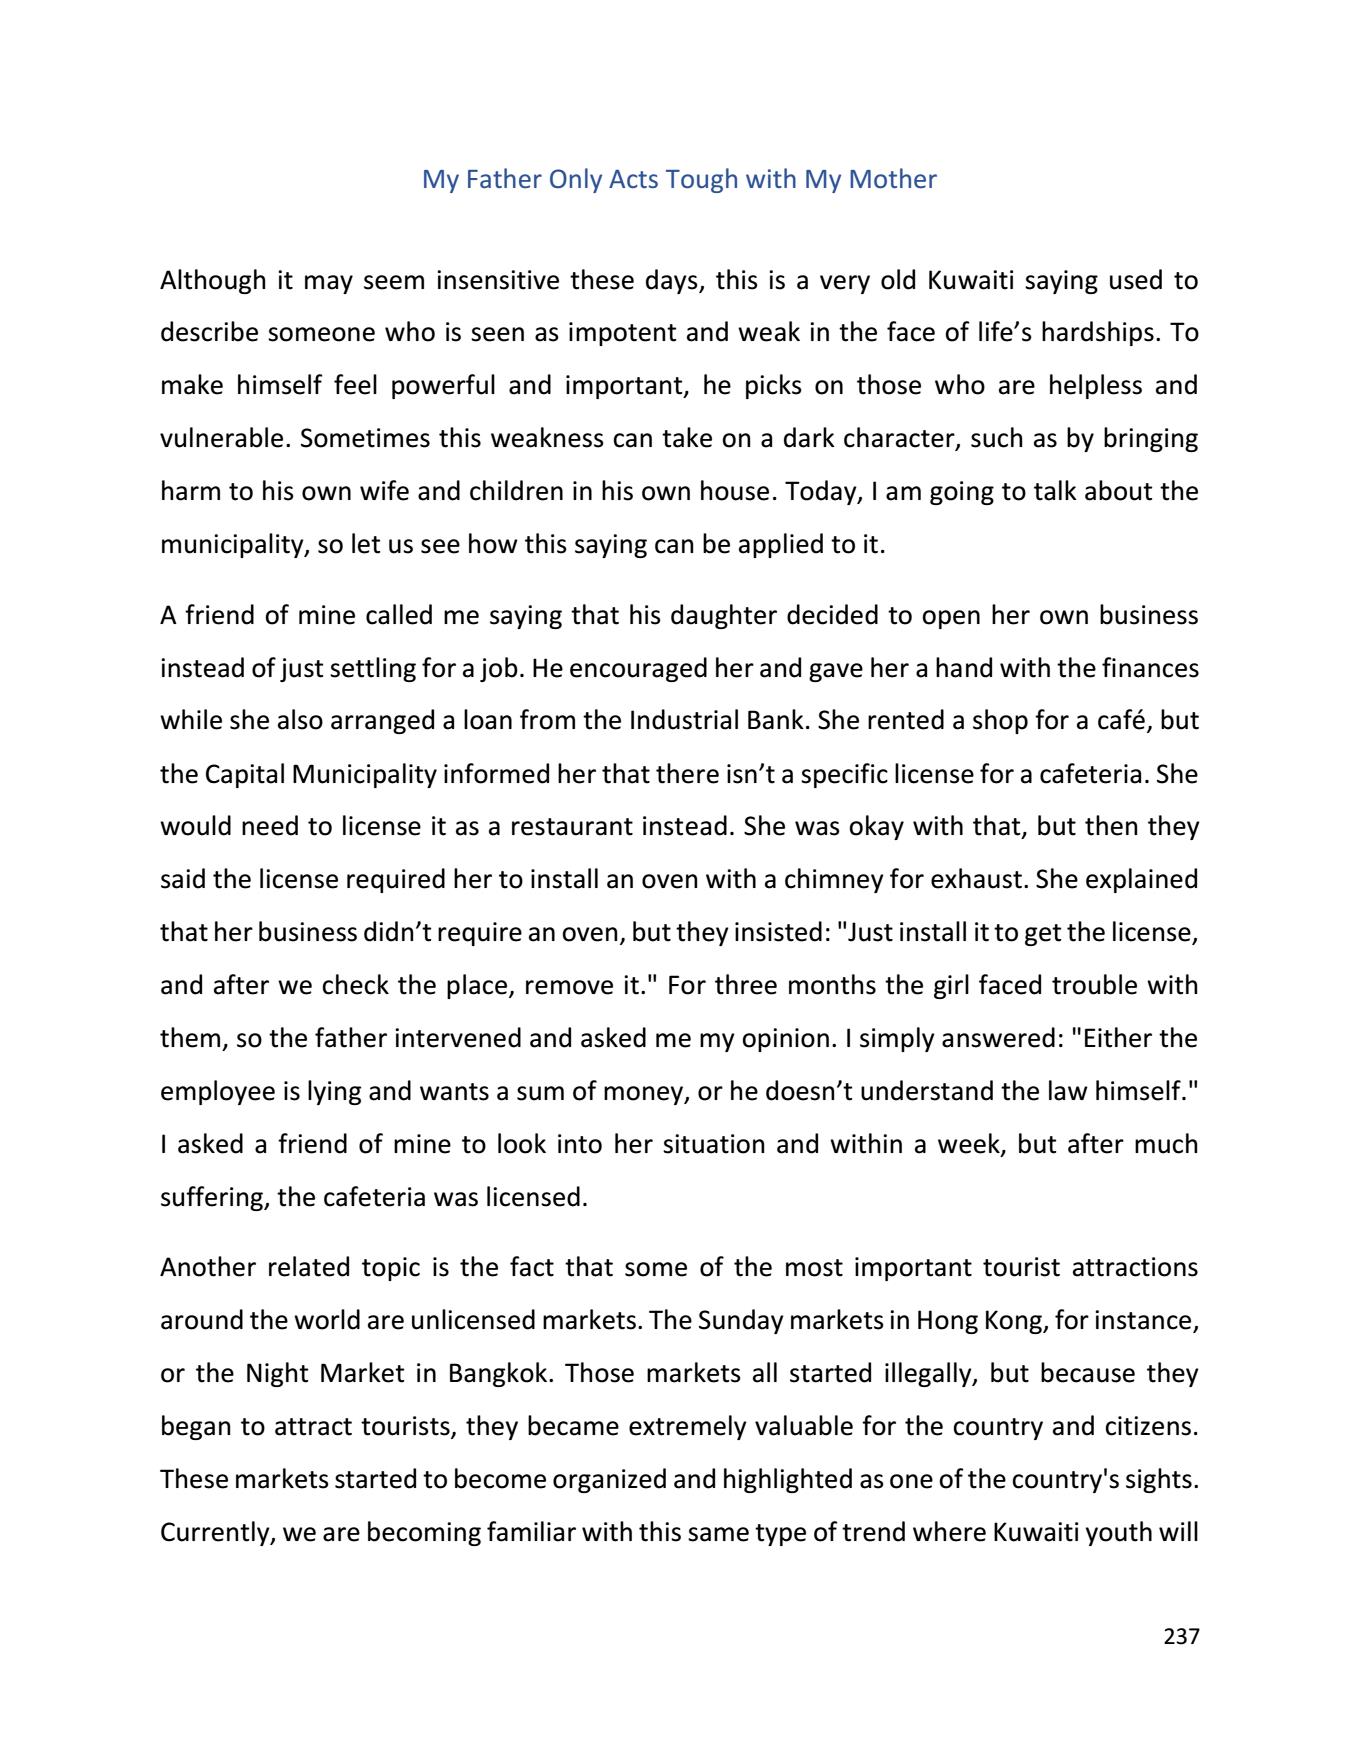 My Father Only Acts Tough with My Mother
Although it may seem insensitive these days, this is a very old Kuwaiti saying used to
describe someone who is seen as impotent and weak in the face of life’s hardships. To
make himself feel powerful and important, he picks on those who are helpless and
vulnerable. Sometimes this weakness can take on a dark character, such as by bringing
harm to his own wife and children in his own house. Today, I am going to talk about the
municipality, so let us see how this saying can be applied to it.
A friend of mine called me saying that his daughter decided to open her own business
instead of just settling for a job. He encouraged her and gave her a hand with the finances
while she also arranged a loan from the Industrial Bank. She rented a shop for a café, but
the Capital Municipality informed her that there isn’t a specific license for a cafeteria. She
would need to license it as a restaurant instead. She was okay with that, but then they
said the license required her to install an oven with a chimney for exhaust. She explained
that her business didn’t require an oven, but they insisted: "Just install it to get the license,
and after we check the place, remove it." For three months the girl faced trouble with
them, so the father intervened and asked me my opinion. I simply answered: "Either the
employee is lying and wants a sum of money, or he doesn’t understand the law himself."
I asked a friend of mine to look into her situation and within a week, but after much
suffering, the cafeteria was licensed.
Another related topic is the fact that some of the most important tourist attractions
around the world are unlicensed markets. The Sunday markets in Hong Kong, for instance,
or the Night Market in Bangkok. Those markets all started illegally, but because they
began to attract tourists, they became extremely valuable for the country and citizens.
These markets started to become organized and highlighted as one of the country's sights.
Currently, we are becoming familiar with this same type of trend where Kuwaiti youth will
237